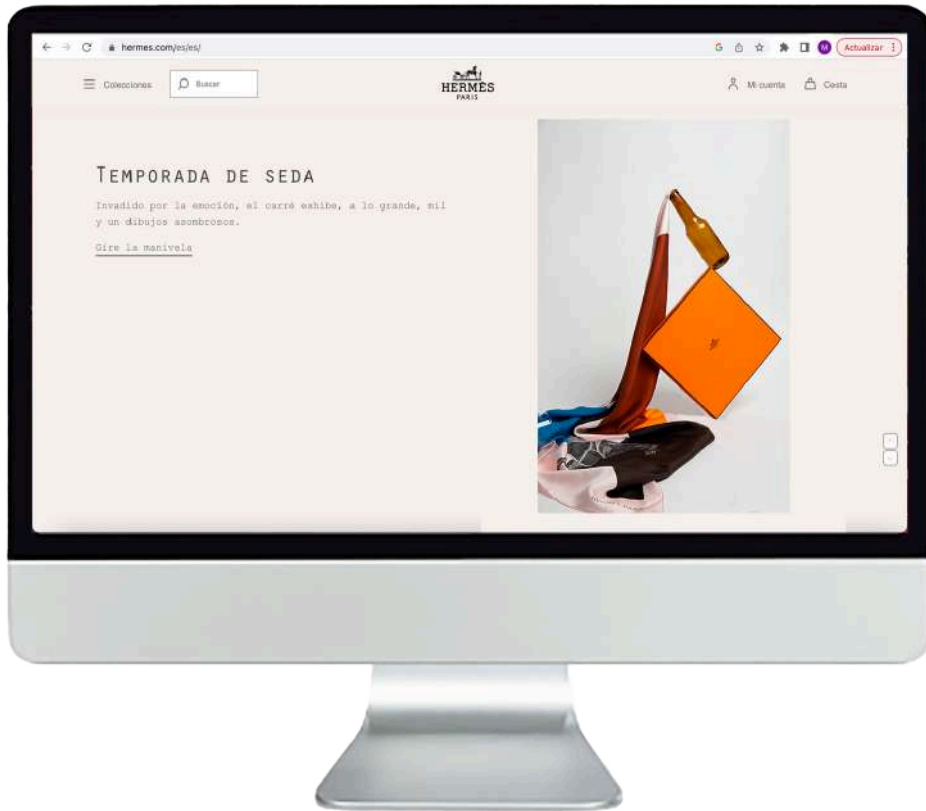 hermes.com/es/es/
Actualizar
M
Colecciones
Buscar
HERMÈS
PARIS
Mi cuenta
Cesta
TEMPORADA DE SEDA
Invadido por la emoción, el carré exhibe, a lo grande, mil
y un dibujos asombrosos.
Gire la manivela